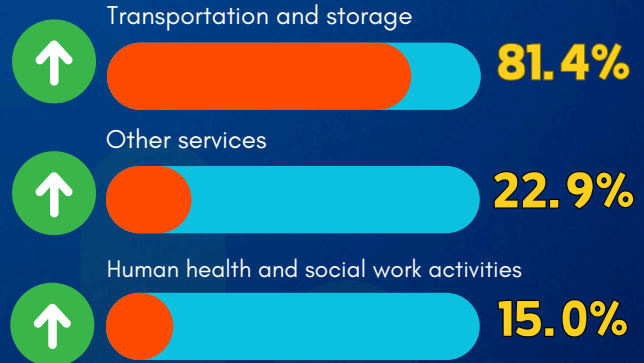 Transportation and storage
81.4%
Other services
22.9%
Human health and social work activities
15.0%